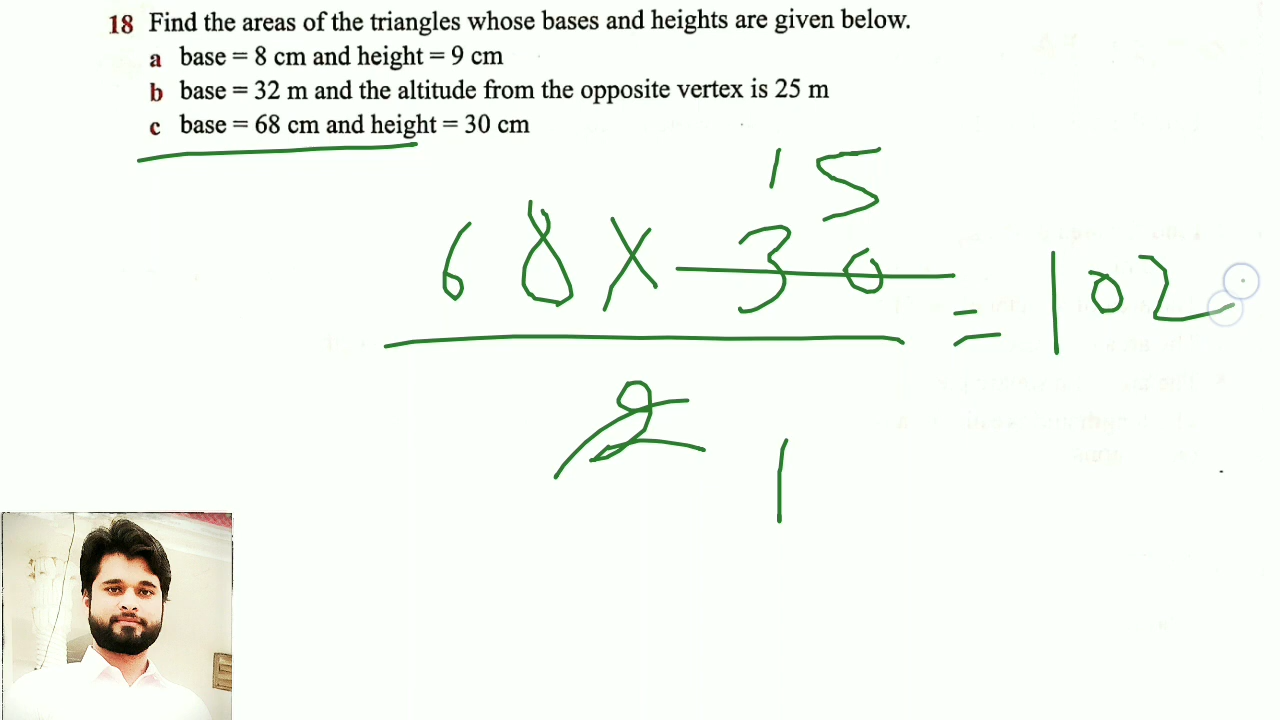 18 Find the areas of the triangles whose bases and heights are given below.
a base = 8 cm and height = 9 cm
b base = 32 m and the altitude from the opposite vertex is 25 m
c base = 68 cm and height = 30 cm
15
68 x 30 = 102
2 1